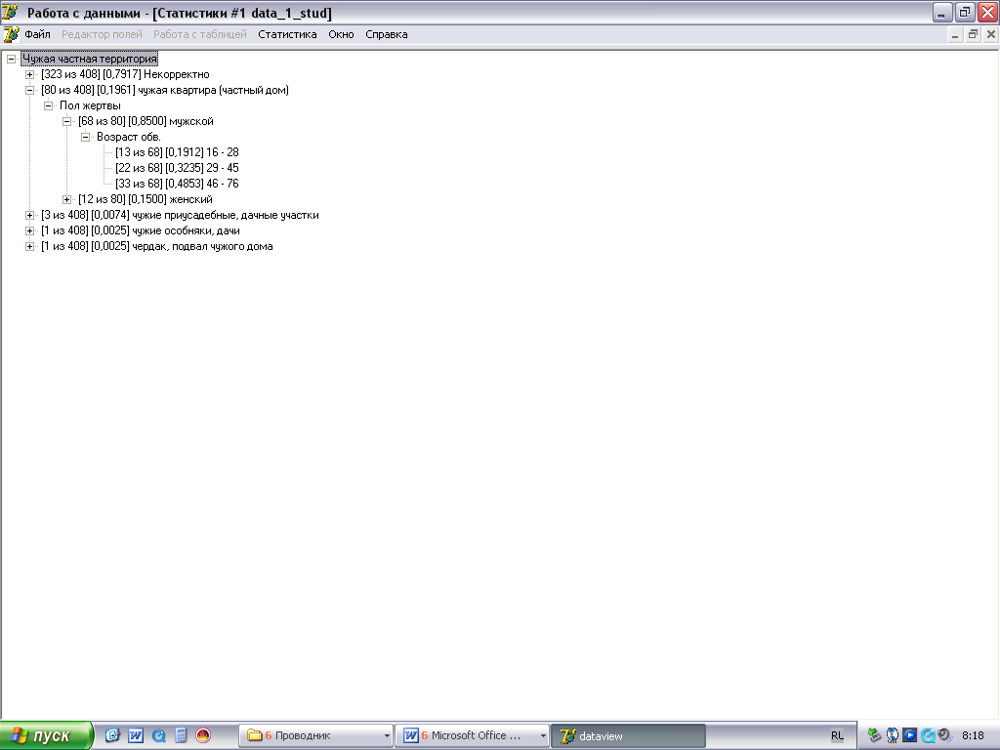 Работа с данными - [Статистики #1 data_1_stud]
Файл Редактор полей Работа с таблицей Статистика Окно Справка
Чужая частная территория
[323 из 408] [0,7917] Некорректно
[80 из 408] [0,1961] чужая квартира (частный дом)
Пол жертвы
[68 из 80] [0,8500] мужской
Возраст обв.
[13 из 68] [0,1912] 16 - 28
[22 из 68] [0,3235] 29 - 45
[33 из 68] [0,4853] 46 - 76
[12 из 80] [0,1500] женский
[3 из 408] [0,0074] чужие приусадебные, дачные участки
[1 из 408] [0,0025] чужие особняки, дачи
[1 из 408] [0,0025] чердак, подвал чужого дома
пуск 6 Проводник 6 Microsoft Office ... dataview RL 8:18